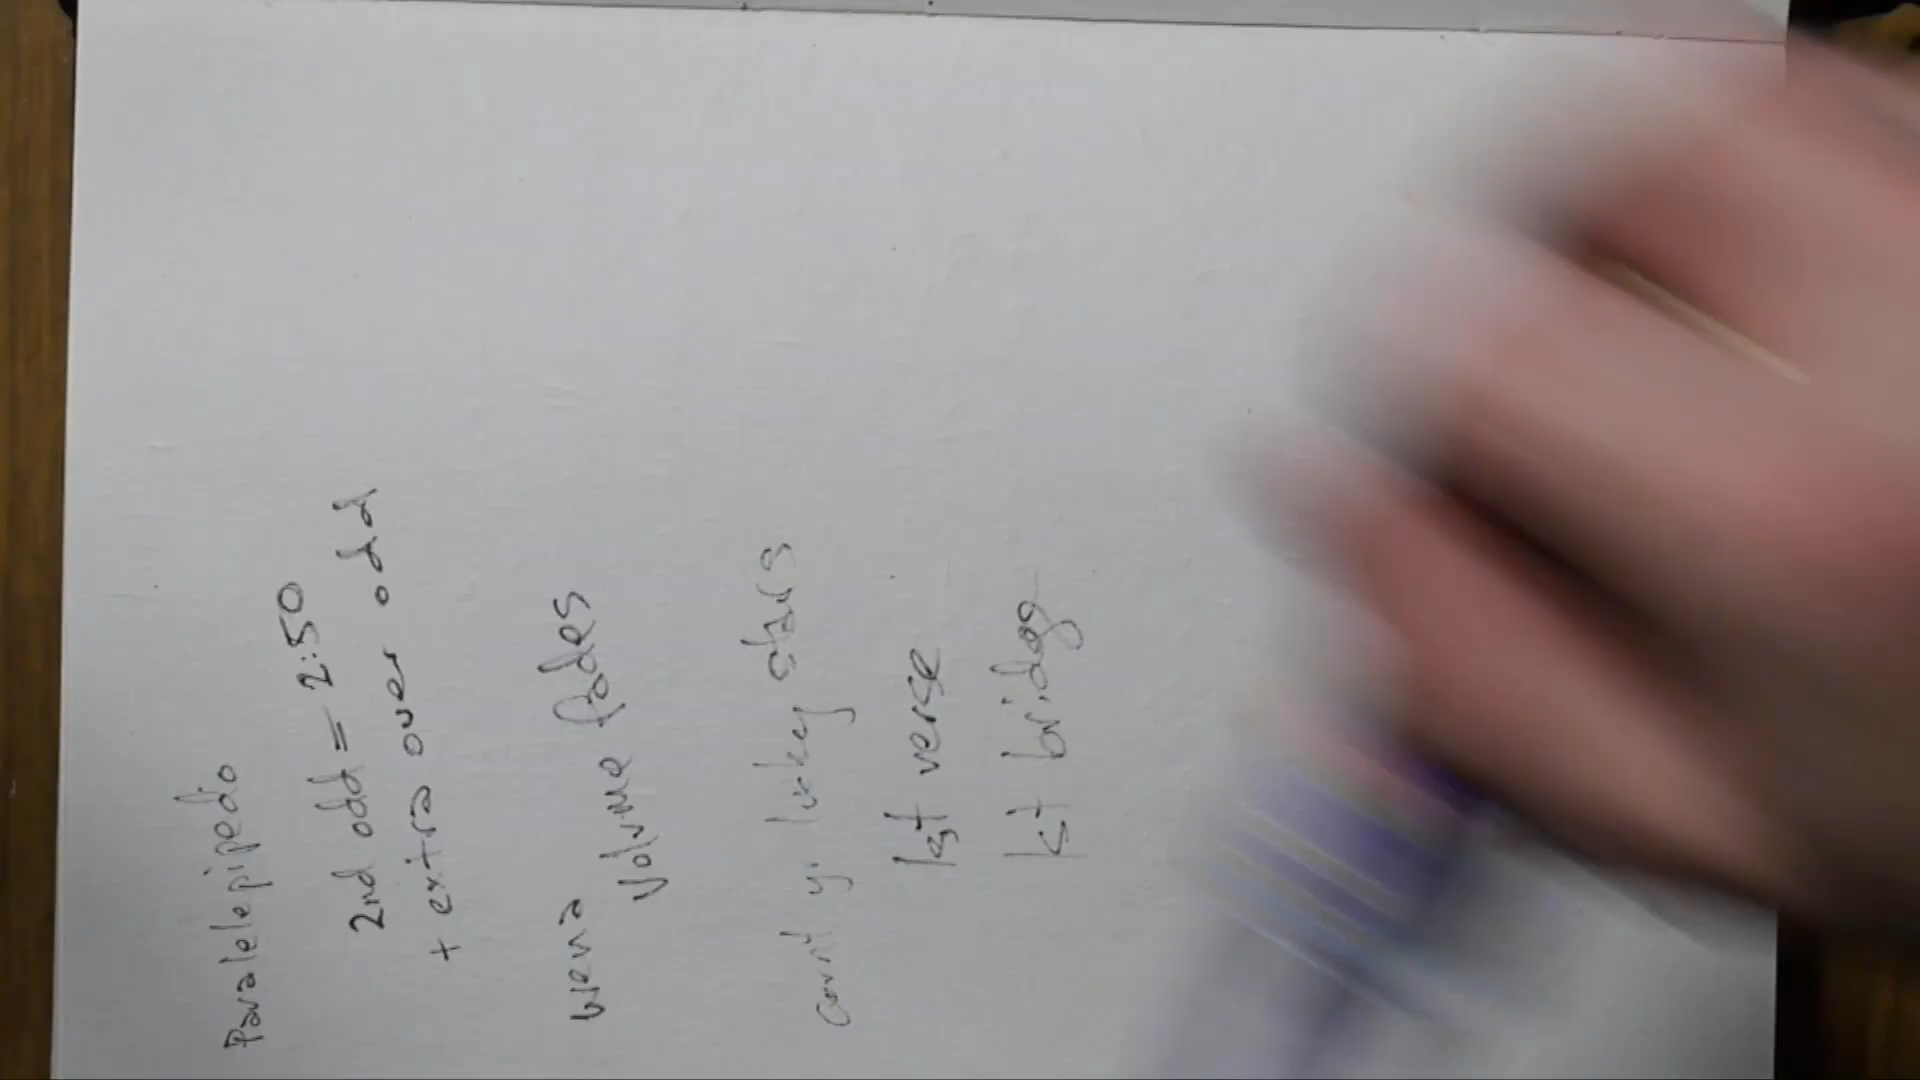 Paralelepipedo
2nd odd = 2:50
+ extra over odd
wena
volume fades
count yr lucky stars
1st verse
1st bridge